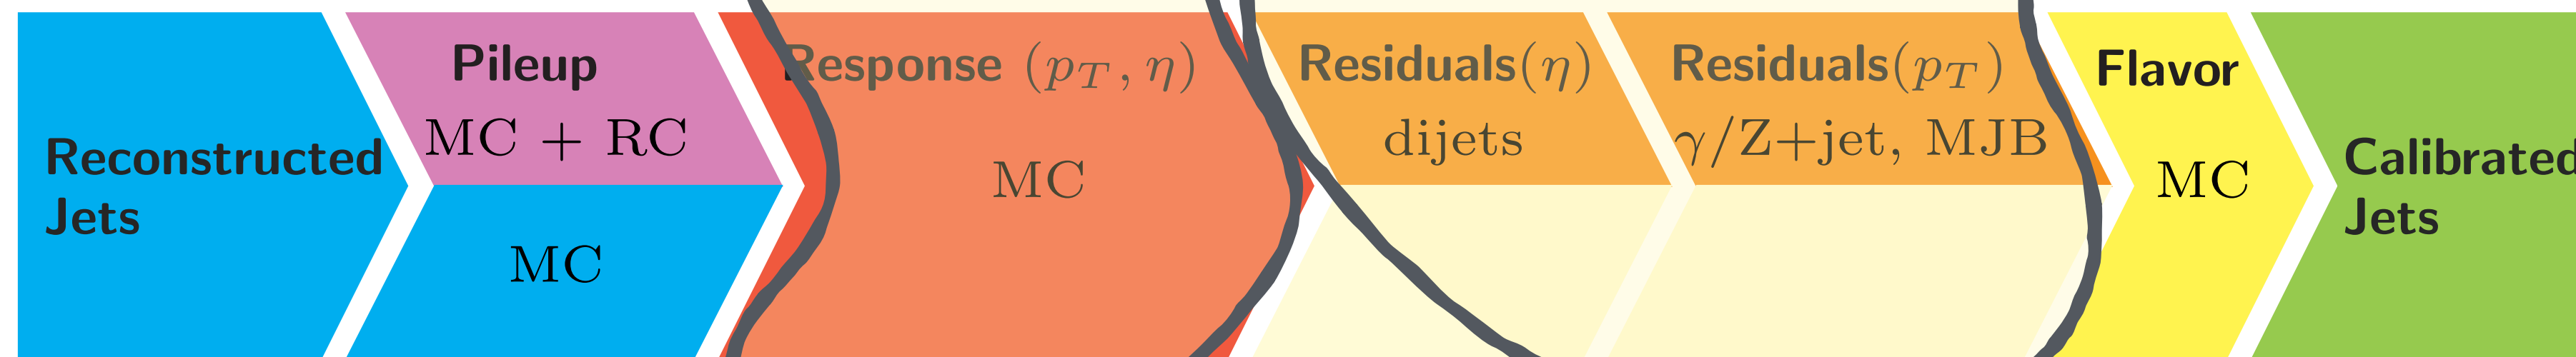 Reconstructed
Jets
Pileup
MC + RC
MC
Response (p_T, η)
MC
Residuals(η)
dijets
Residuals(p_T)
γ/Z+jet, MJB
Flavor
MC
Calibrated
Jets